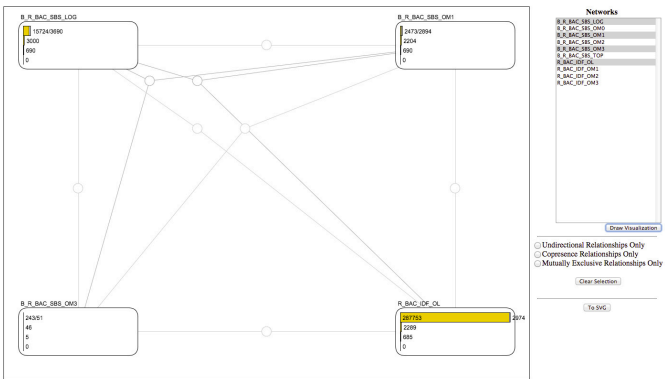 B_R_BAC_SBS_LOG
15724/3690
3000
690
0
B_R_BAC_SBS_OM1
2473/2894
2204
690
0
B_R_BAC_SBS_OM3
243/51
46
5
0
R_BAC_IDF_OL
267753 2974
2289
685
0
Networks
B_R_BAC_SBS_LOG
B_R_BAC_SBS_OM0
B_R_BAC_SBS_OM1
B_R_BAC_SBS_OM2
B_R_BAC_SBS_OM3
B_R_BAC_SBS_TOP
R_BAC_IDF_OL
R_BAC_IDF_OM1
R_BAC_IDF_OM2
R_BAC_IDF_OM3
Draw Visualization
Undirectional Relationships Only
Copresence Relationships Only
Mutually Exclusive Relationships Only
Clear Selection
To SVG